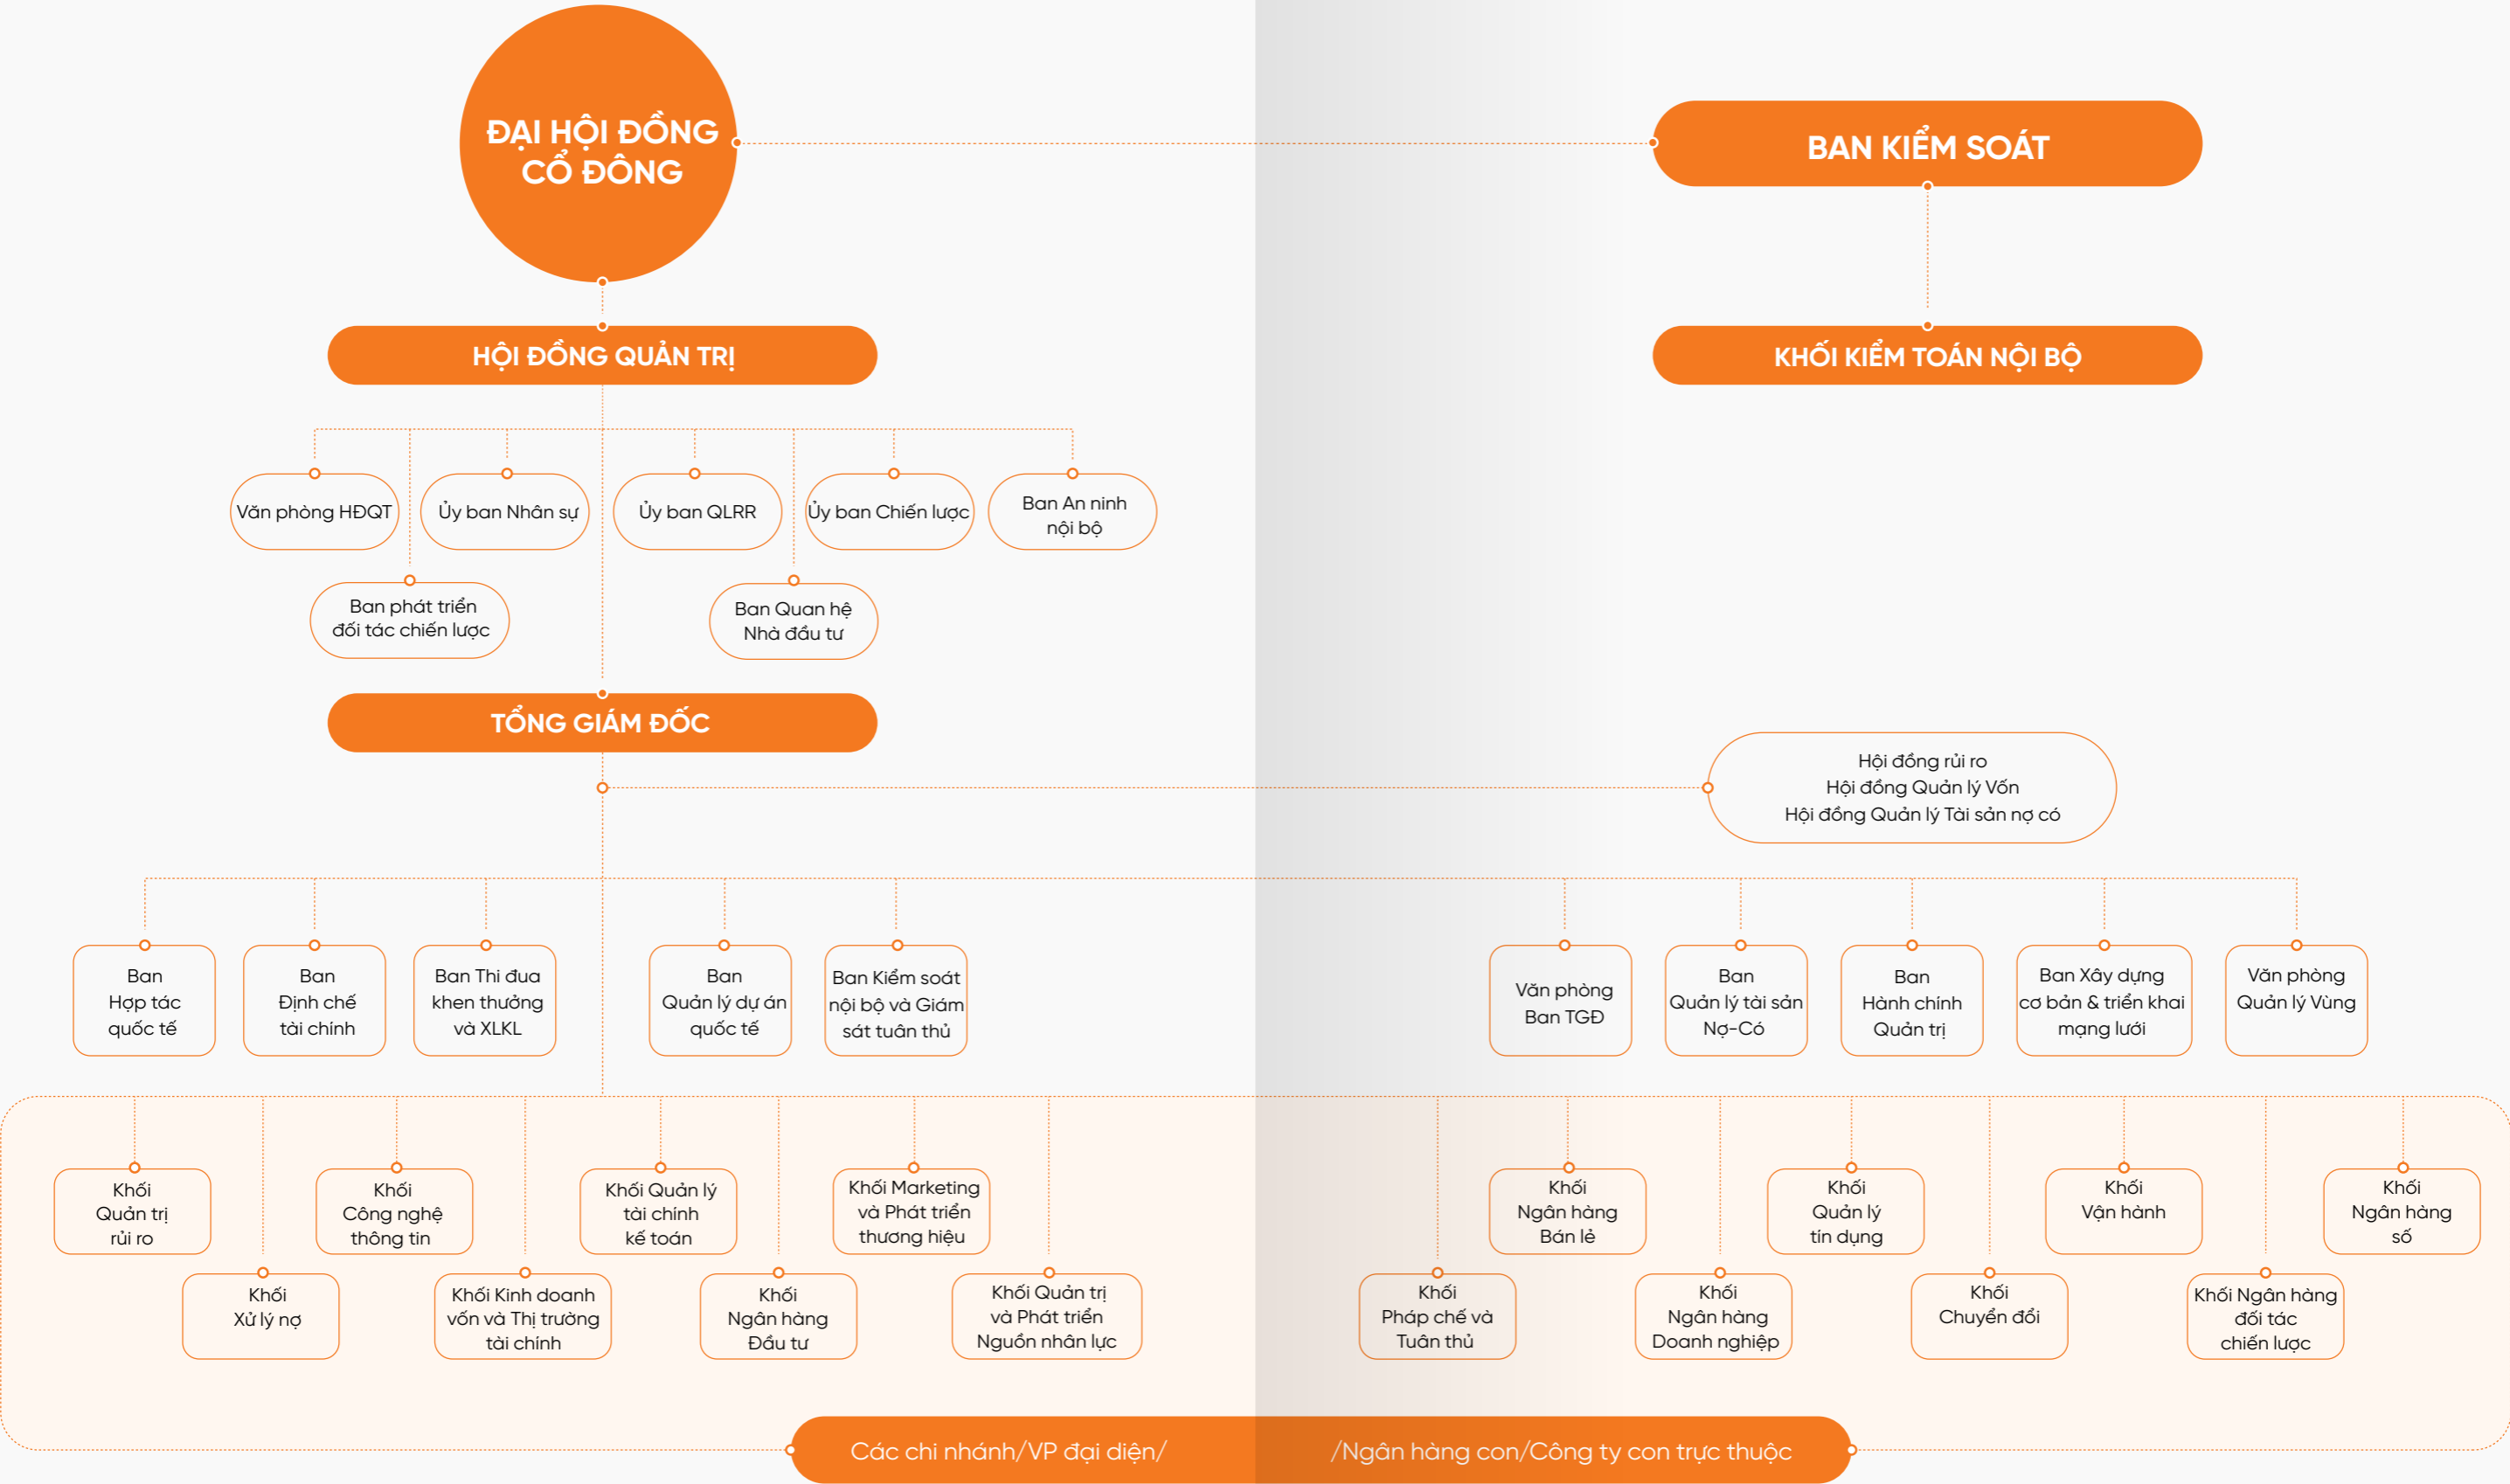 ĐẠI HỘI ĐỒNG
CỔ ĐÔNG
BAN KIỂM SOÁT
HỘI ĐỒNG QUẢN TRỊ
KHỐI KIỂM TOÁN NỘI BỘ
Văn phòng HĐQT
Ủy ban Nhân sự
Ủy ban QLRR
Ủy ban Chiến lược
Ban An ninh
nội bộ
Ban phát triển
đối tác chiến lược
Ban Quan hệ
Nhà đầu tư
TỔNG GIÁM ĐỐC
Hội đồng rủi ro
Hội đồng Quản lý Vốn
Hội đồng Quản lý Tài sản nợ có
Ban
Hợp tác
quốc tế
Ban
Định chế
tài chính
Ban Thi đua
khen thưởng
và XLKL
Ban
Quản lý dự án
quốc tế
Ban Kiểm soát
nội bộ và Giám
sát tuân thủ
Văn phòng
Ban TGĐ
Ban
Quản lý tài sản
Nợ-Có
Ban
Hành chính
Quản trị
Ban Xây dựng
cơ bản & triển khai
mạng lưới
Văn phòng
Quản lý Vùng
Khối
Quản trị
rủi ro
Khối
Công nghệ
thông tin
Khối Quản lý
tài chính
kế toán
Khối Marketing
và Phát triển
thương hiệu
Khối
Ngân hàng
Bán lẻ
Khối
Quản lý
tín dụng
Khối
Vận hành
Khối
Ngân hàng
số
Khối
Xử lý nợ
Khối Kinh doanh
vốn và Thị trường
tài chính
Khối
Ngân hàng
Đầu tư
Khối Quản trị
và Phát triển
Nguồn nhân lực
Khối
Pháp chế và
Tuân thủ
Khối
Ngân hàng
Doanh nghiệp
Khối
Chuyển đổi
Khối Ngân hàng
đối tác
chiến lược
Các chi nhánh/VP đại diện/ /Ngân hàng con/Công ty con trực thuộc